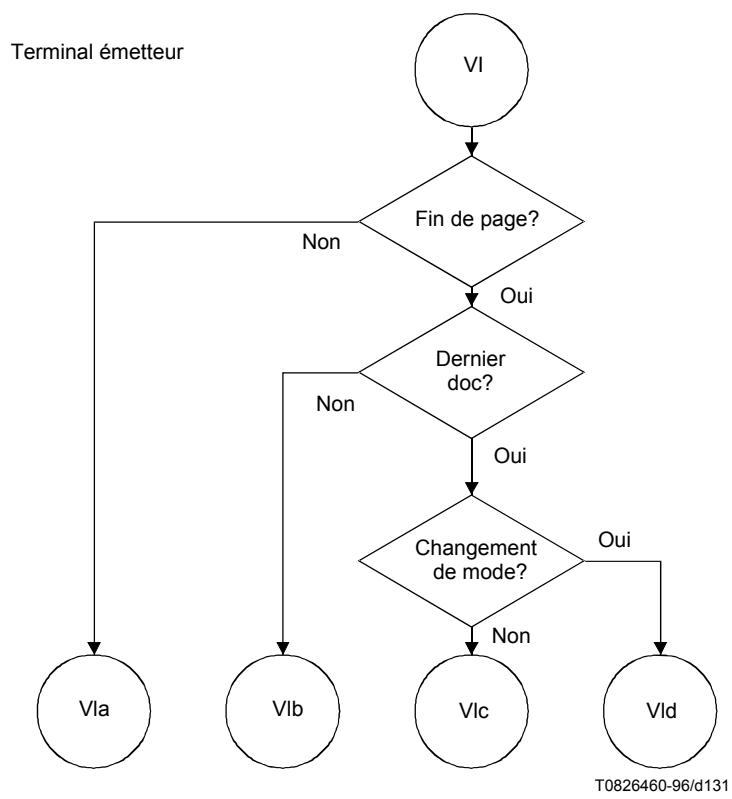 Terminal émetteur
VI
Fin de page?
Non
Oui
Dernier
doc?
Non
Oui
Changement
de mode?
Oui
Non
VIa
VIb
VIc
VId
T0826460-96/d131